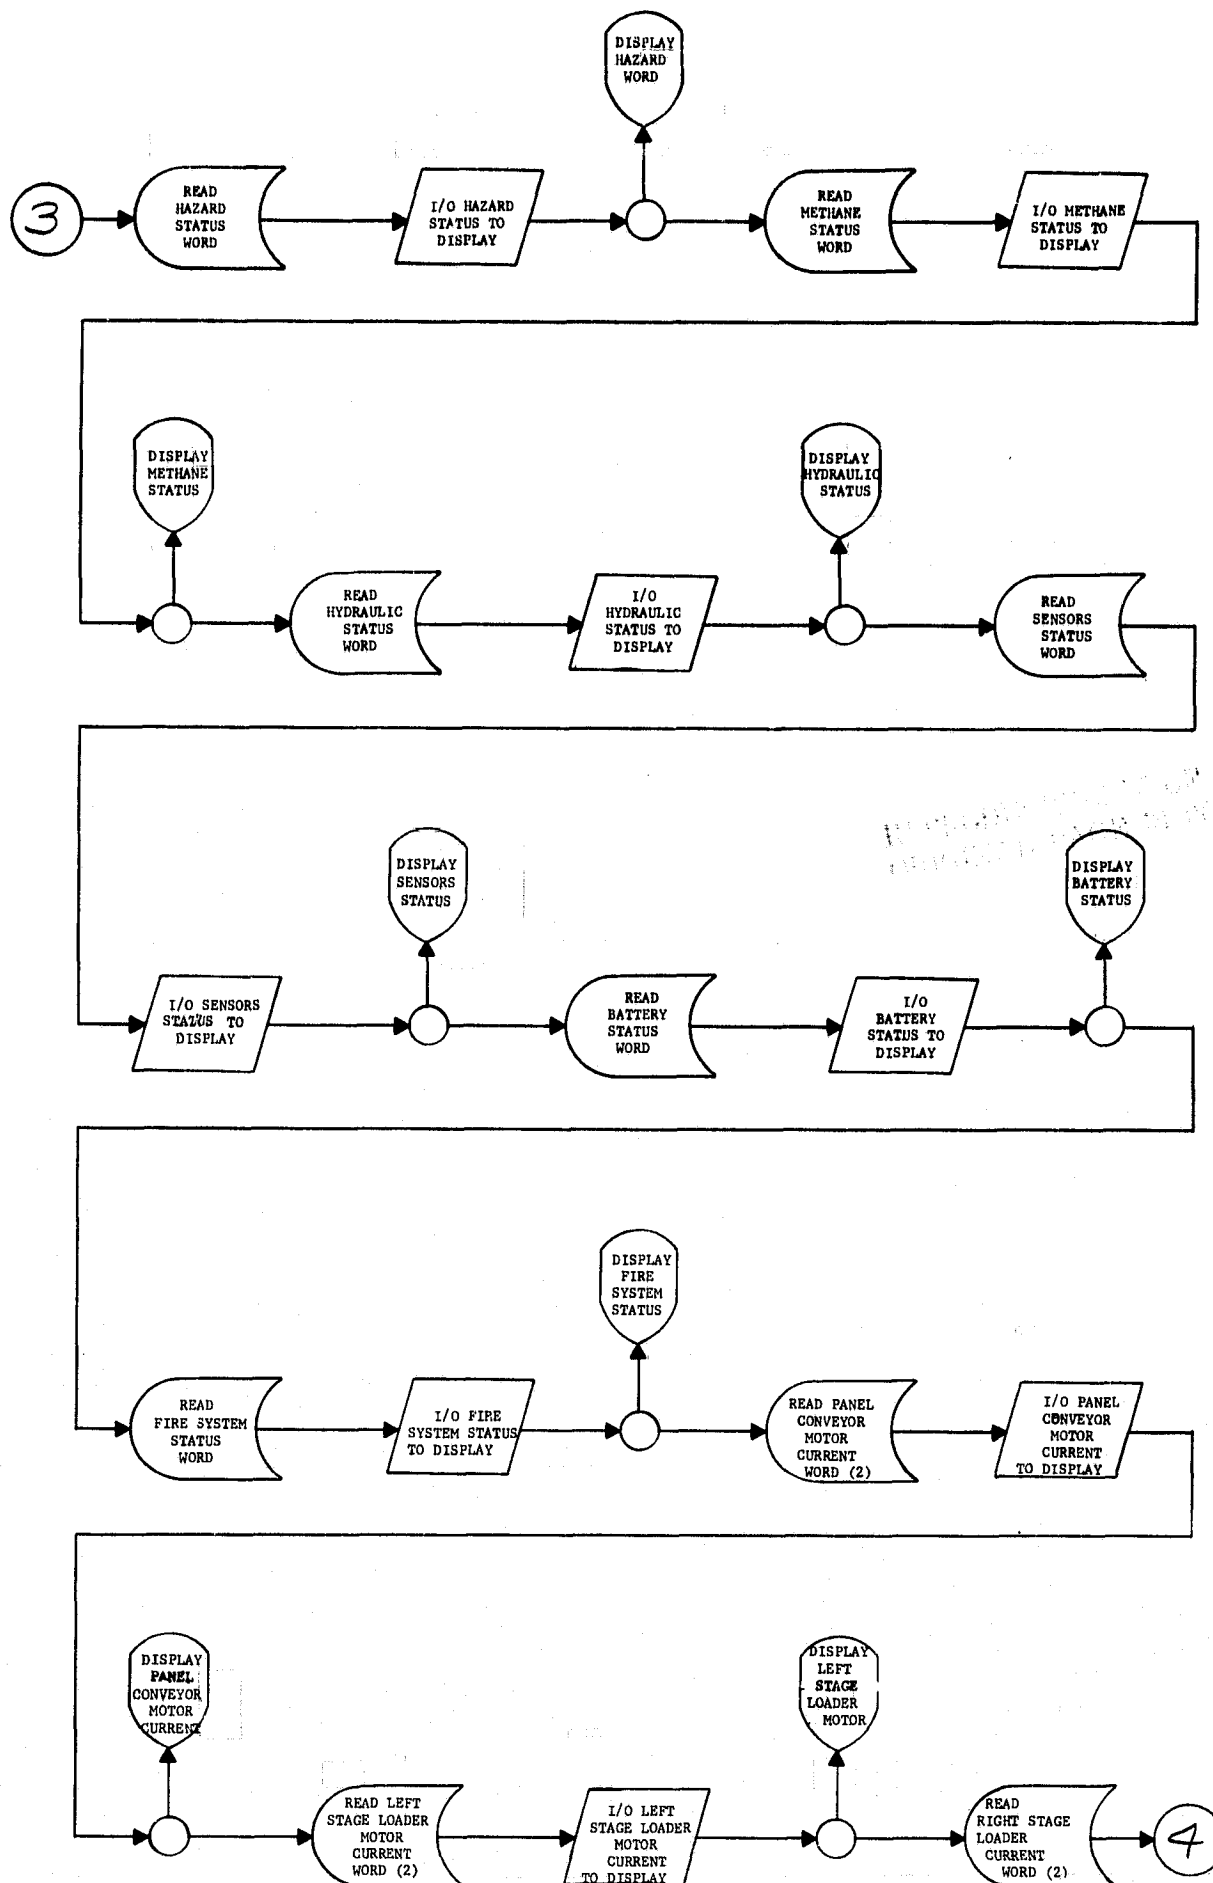 DISPLAY
HAZARD
WORD
3
READ
HAZARD
STATUS
WORD
I/O HAZARD
STATUS TO
DISPLAY
READ
METHANE
STATUS
WORD
I/O METHANE
STATUS TO
DISPLAY
DISPLAY
METHANE
STATUS
READ
HYDRAULIC
STATUS
WORD
I/O
HYDRAULIC
STATUS TO
DISPLAY
DISPLAY
HYDRAULIC
STATUS
READ
SENSORS
STATUS
WORD
I/O SENSORS
STATUS TO
DISPLAY
DISPLAY
SENSORS
STATUS
READ
BATTERY
STATUS
WORD
I/O
BATTERY
STATUS TO
DISPLAY
DISPLAY
BATTERY
STATUS
READ
FIRE SYSTEM
STATUS
WORD
I/O FIRE
SYSTEM STATUS
TO DISPLAY
DISPLAY
FIRE
SYSTEM
STATUS
READ PANEL
CONVEYOR
MOTOR
CURRENT
WORD (2)
I/O PANEL
CONVEYOR
MOTOR
CURRENT
TO DISPLAY
DISPLAY
PANEL
CONVEYOR
MOTOR
CURRENT
READ LEFT
STAGE LOADER
MOTOR
CURRENT
WORD (2)
I/O LEFT
STAGE LOADER
MOTOR
CURRENT
TO DISPLAY
DISPLAY
LEFT
STAGE
LOADER
MOTOR
READ
RIGHT STAGE
LOADER
CURRENT
WORD (2)
4